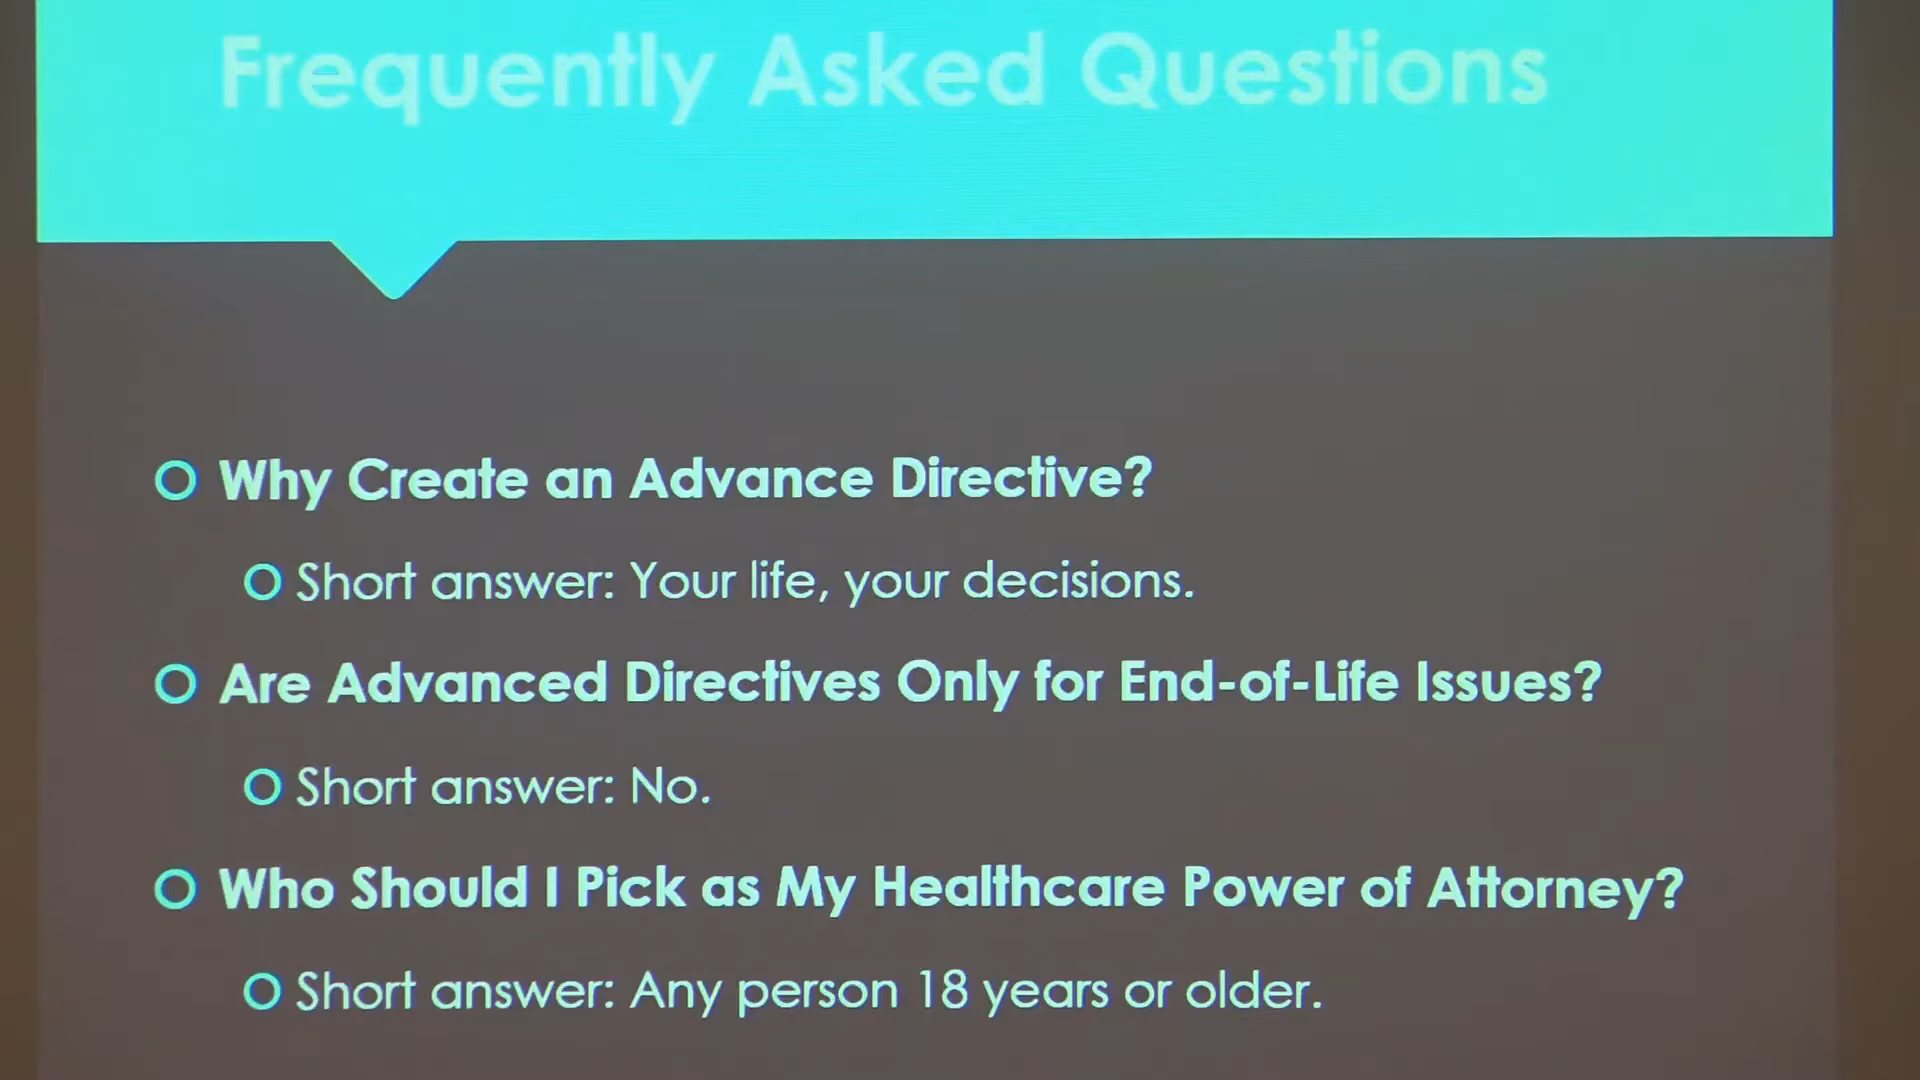 Frequently Asked Questions
Why Create an Advance Directive?
Short answer: Your life, your decisions.
Are Advanced Directives Only for End-of-Life Issues?
Short answer: No.
Who Should I Pick as My Healthcare Power of Attorney?
Short answer: Any person 18 years or older.